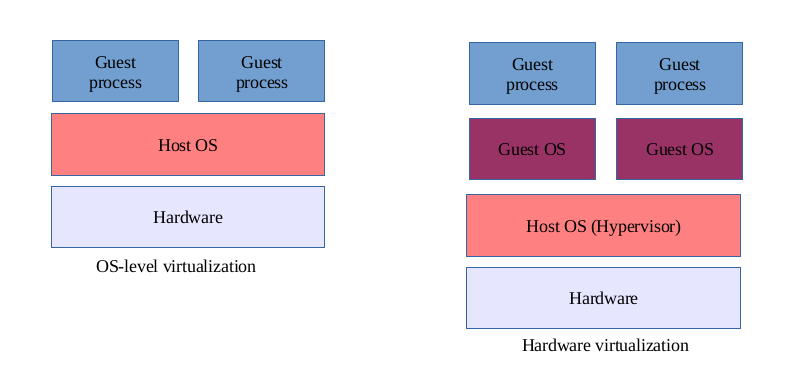 Guest
process
Guest
process
Host OS
Hardware
OS-level virtualization
Guest
process
Guest
process
Guest OS
Guest OS
Host OS (Hypervisor)
Hardware
Hardware virtualization